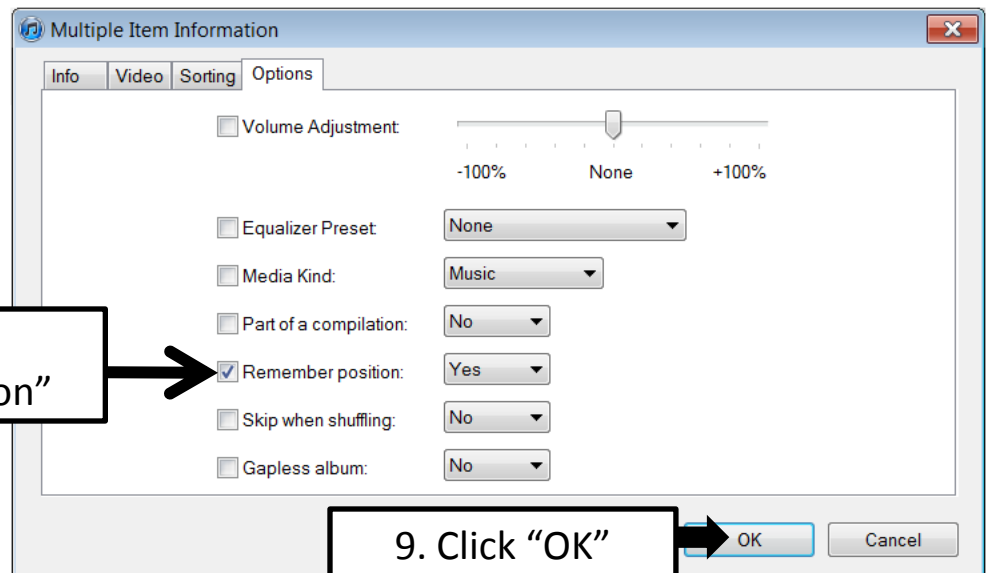 Multiple Item Information
Info Video Sorting Options
Volume Adjustment:
-100% None +100%
Equalizer Preset: None
Media Kind: Music
Part of a compilation: No
on”
Remember position: Yes
Skip when shuffling: No
Gapless album: No
9. Click “OK”
OK Cancel